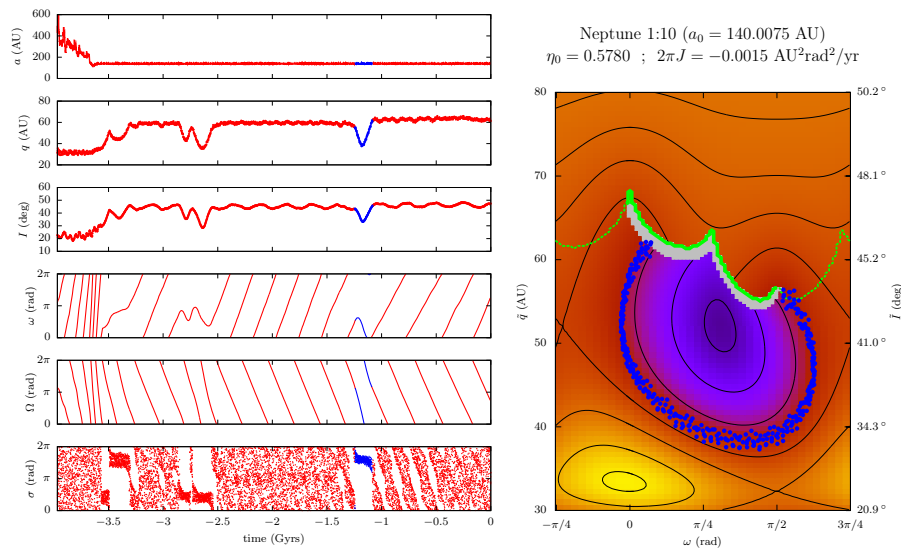 600
400
200
0
a (AU)
80
60
40
20
q (AU)
60
50
40
30
20
10
I (deg)
2π
π
0
ω (rad)
2π
π
0
Ω (rad)
2π
π
0
σ (rad)
−3.5 −3 −2.5 −2 −1.5 −1 −0.5 0
time (Gyrs)
Neptune 1:10 (a₀ = 140.0075 AU)
η₀ = 0.5780 ; 2πJ = −0.0015 AU²rad²/yr
80
70
60
50
40
30
q̄ (AU)
50.2°
48.1°
45.2°
41.0°
34.3°
20.9°
Ī (deg)
−π/4 0 π/4 π/2 3π/4
ω (rad)